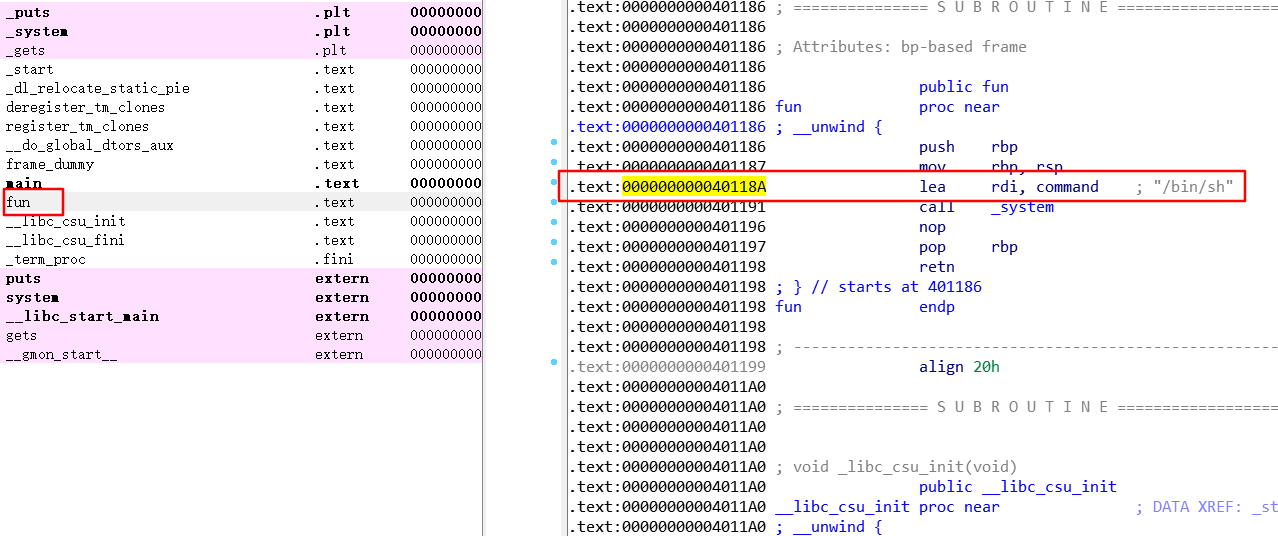 _puts .plt 00000000
_system .plt 00000000
_gets .plt 000000000
_start .text 000000000
_dl_relocate_static_pie .text 000000000
deregister_tm_clones .text 000000000
register_tm_clones .text 000000000
__do_global_dtors_aux .text 000000000
frame_dummy .text 000000000
main .text 00000000
fun .text 000000000
__libc_csu_init .text 000000000
__libc_csu_fini .text 000000000
_term_proc .fini 000000000
puts extern 00000000
system extern 00000000
__libc_start_main extern 00000000
gets extern 000000000
__gmon_start__ extern 000000000
.text:0000000000401186 ; =============== S U B R O U T I N E ===================
.text:0000000000401186
.text:0000000000401186 ; Attributes: bp-based frame
.text:0000000000401186
.text:0000000000401186 public fun
.text:0000000000401186 fun proc near
.text:0000000000401186 ; __unwind {
.text:0000000000401186 push rbp
.text:0000000000401187 mov rbp, rsp
.text:000000000040118A lea rdi, command ; "/bin/sh"
.text:0000000000401191 call _system
.text:0000000000401196 nop
.text:0000000000401197 pop rbp
.text:0000000000401198 retn
.text:0000000000401198 ; } // starts at 401186
.text:0000000000401198 fun endp
.text:0000000000401198
.text:0000000000401198 ; ------------------------------------------------------
.text:0000000000401199 align 20h
.text:00000000004011A0
.text:00000000004011A0 ; =============== S U B R O U T I N E ===================
.text:00000000004011A0
.text:00000000004011A0
.text:00000000004011A0 ; void _libc_csu_init(void)
.text:00000000004011A0 public __libc_csu_init
.text:00000000004011A0 __libc_csu_init proc near ; DATA XREF: _st
.text:00000000004011A0 ; __unwind {